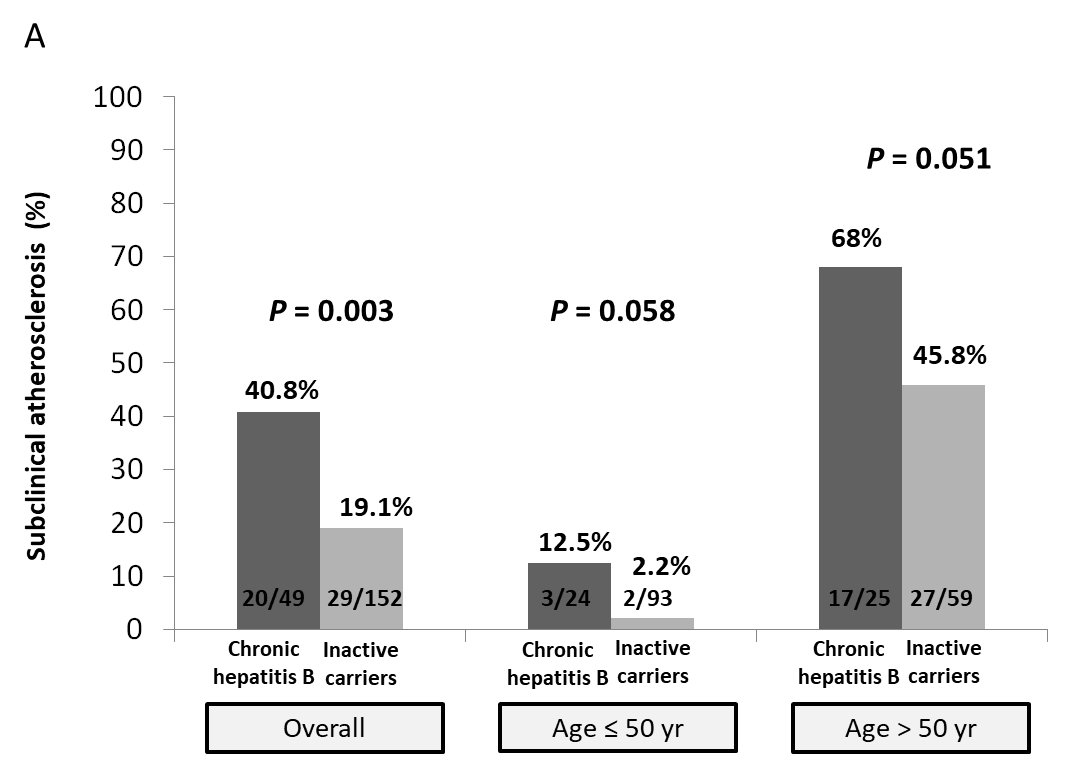 A
Subclinical atherosclerosis (%)
100
90
80
70
60
50
40
30
20
10
0
P = 0.003
P = 0.058
P = 0.051
40.8%
19.1%
12.5%
2.2%
68%
45.8%
20/49
29/152
3/24
2/93
17/25
27/59
Chronic
hepatitis B
Inactive
carriers
Chronic
hepatitis B
Inactive
carriers
Chronic
hepatitis B
Inactive
carriers
Overall
Age ≤ 50 yr
Age > 50 yr